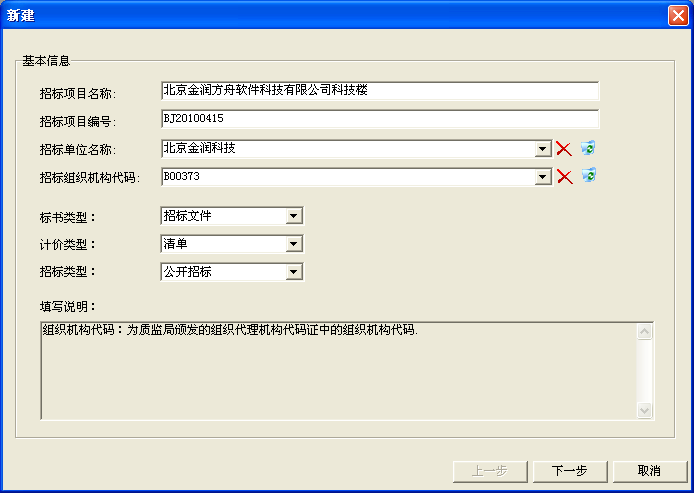 新建
基本信息
招标项目名称: 北京金润方舟软件科技有限公司科技楼
招标项目编号: BJ20100415
招标单位名称: 北京金润科技
招标组织机构代码: B00373
标书类型： 招标文件
计价类型： 清单
招标类型： 公开招标
填写说明：
组织机构代码：为质监局颁发的组织代理机构代码证中的组织机构代码.
上一步 下一步 取消